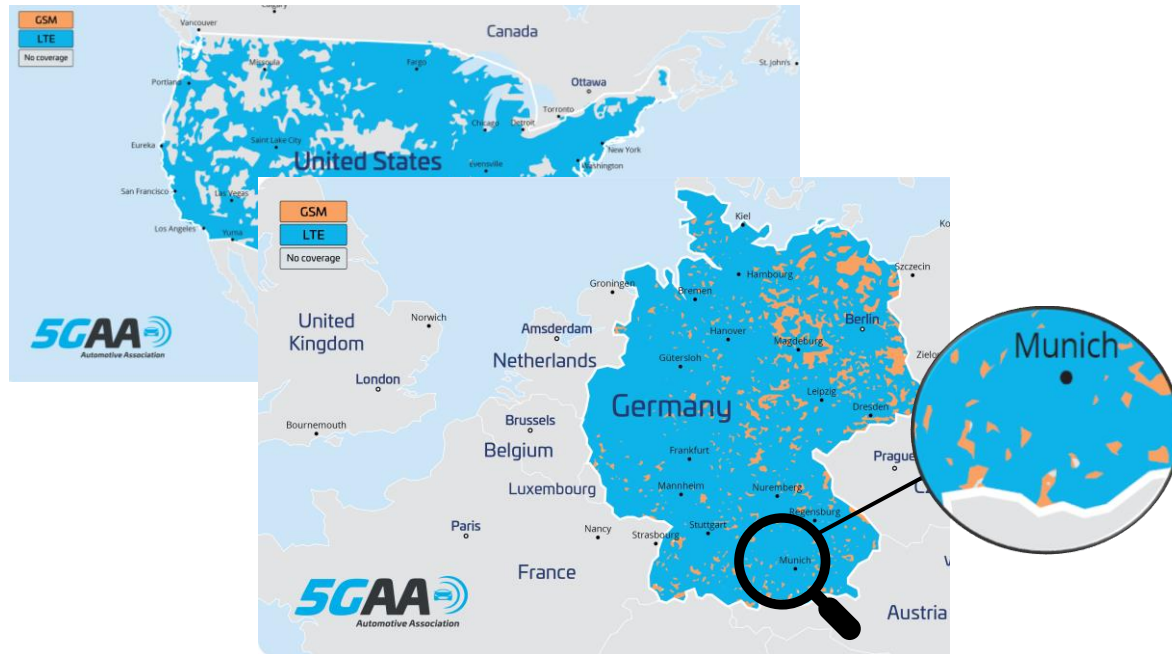 GSM
LTE
No coverage
Vancouver
Canada
St. John's
Missoula
Fargo
Ottawa
Portland
Toronto
Chicago
Detroit
Eureka
Saint Lake City
New York
United States
Evensville
Washington
San Francisco
Las Vegas
Los Angeles
Yuma
5GAA
Automotive Association
GSM
LTE
No coverage
Kiel
Szczecin
Hambourg
Groningen
Bremen
United
Kingdom
Norwich
Amsterdam
Hanover
Berlin
Netherlands
Magdeburg
Gütersloh
London
Germany
Leipzig
Dresden
Bournemouth
Brussels
Belgium
Frankfurt
Prague
Luxembourg
Mannheim
Nuremberg
Regensburg
Paris
Nancy
Strasbourg
Stuttgart
Munich
France
Austria
5GAA
Automotive Association
Munich